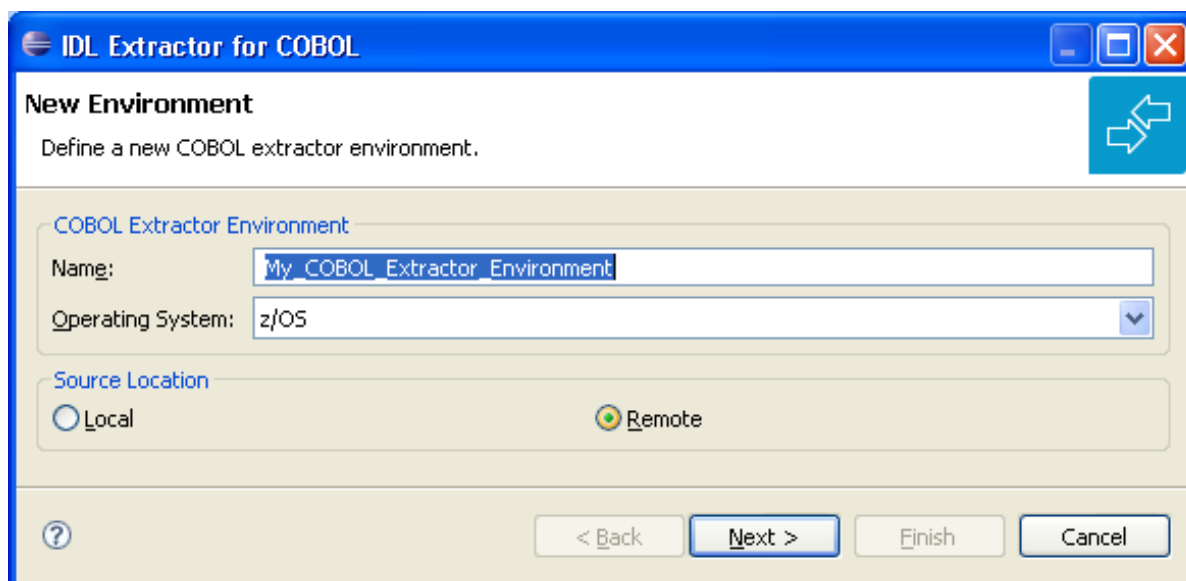 IDL Extractor for COBOL
New Environment
Define a new COBOL extractor environment.
COBOL Extractor Environment
Name: My_COBOL_Extractor_Environment
Operating System: z/OS
Source Location
Local Remote
? < Back Next > Finish Cancel